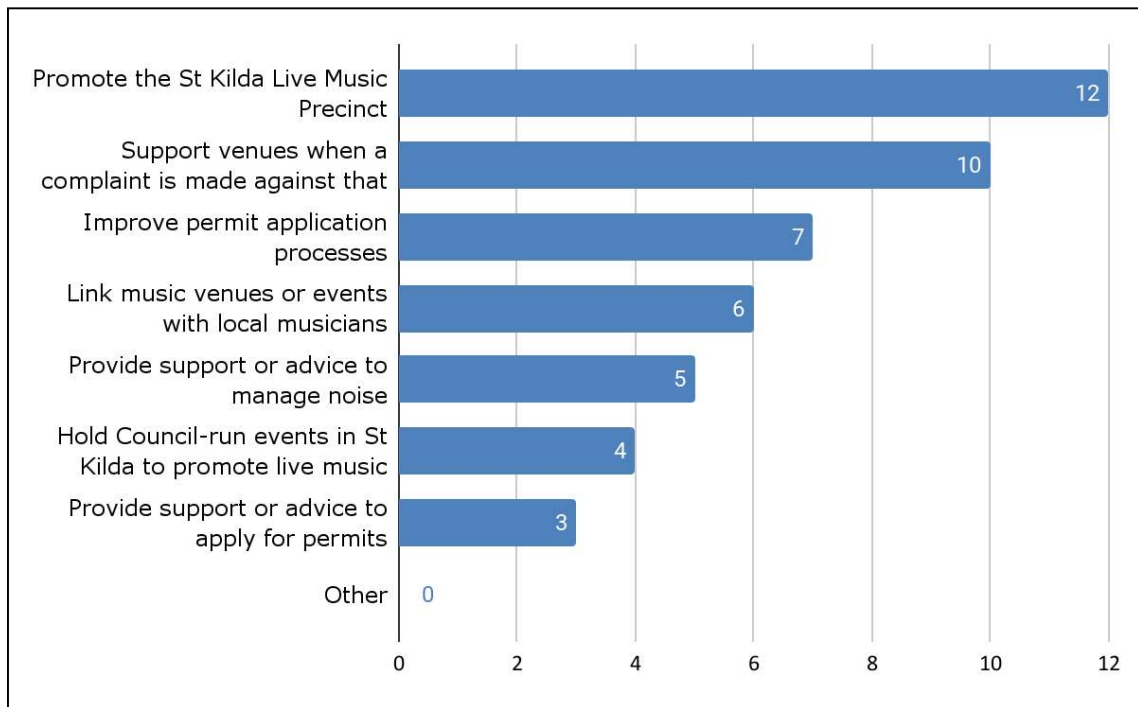 Promote the St Kilda Live Music
Precinct
12
Support venues when a
complaint is made against that
10
Improve permit application
processes
7
Link music venues or events
with local musicians
6
Provide support or advice to
manage noise
5
Hold Council-run events in St
Kilda to promote live music
4
Provide support or advice to
apply for permits
3
Other
0
0 2 4 6 8 10 12